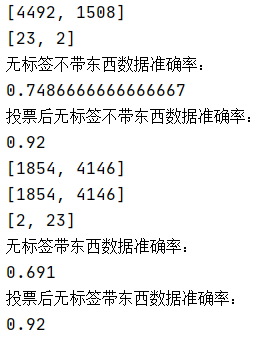 [4492, 1508]
[23, 2]
无标签不带东西数据准确率:
0.7486666666666667
投票后无标签不带东西数据准确率:
0.92
[1854, 4146]
[1854, 4146]
[2, 23]
无标签带东西数据准确率:
0.691
投票后无标签带东西数据准确率:
0.92